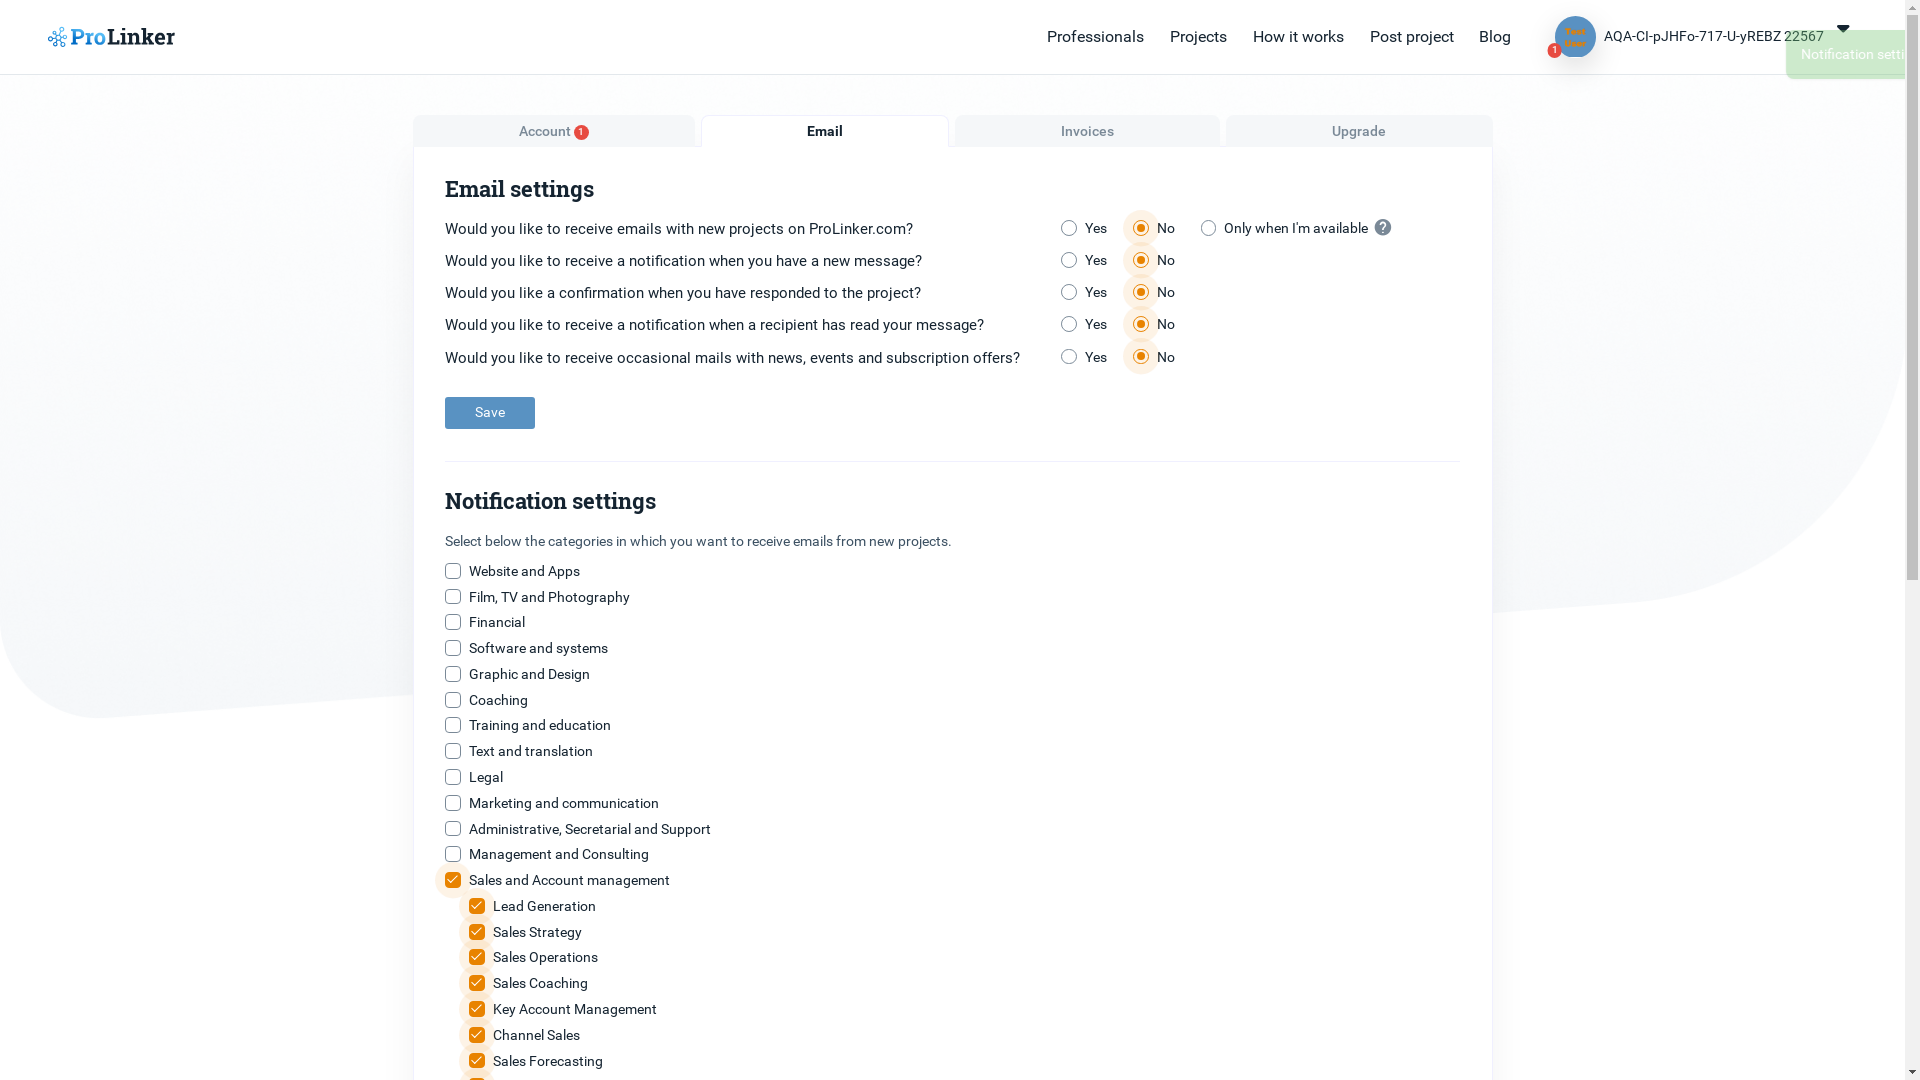 ProLinker
Professionals
Projects
How it works
Post project
Blog
1
AQA-CI-pJHFo-717-U-yREBZ 22567
Notification setti
Account 1
Email
Invoices
Upgrade
Email settings
Would you like to receive emails with new projects on ProLinker.com?
Yes No Only when I'm available ?
Would you like to receive a notification when you have a new message?
Yes No
Would you like a confirmation when you have responded to the project?
Yes No
Would you like to receive a notification when a recipient has read your message?
Yes No
Would you like to receive occasional mails with news, events and subscription offers?
Yes No
Save
Notification settings
Select below the categories in which you want to receive emails from new projects.
Website and Apps
Film, TV and Photography
Financial
Software and systems
Graphic and Design
Coaching
Training and education
Text and translation
Legal
Marketing and communication
Administrative, Secretarial and Support
Management and Consulting
Sales and Account management
Lead Generation
Sales Strategy
Sales Operations
Sales Coaching
Key Account Management
Channel Sales
Sales Forecasting